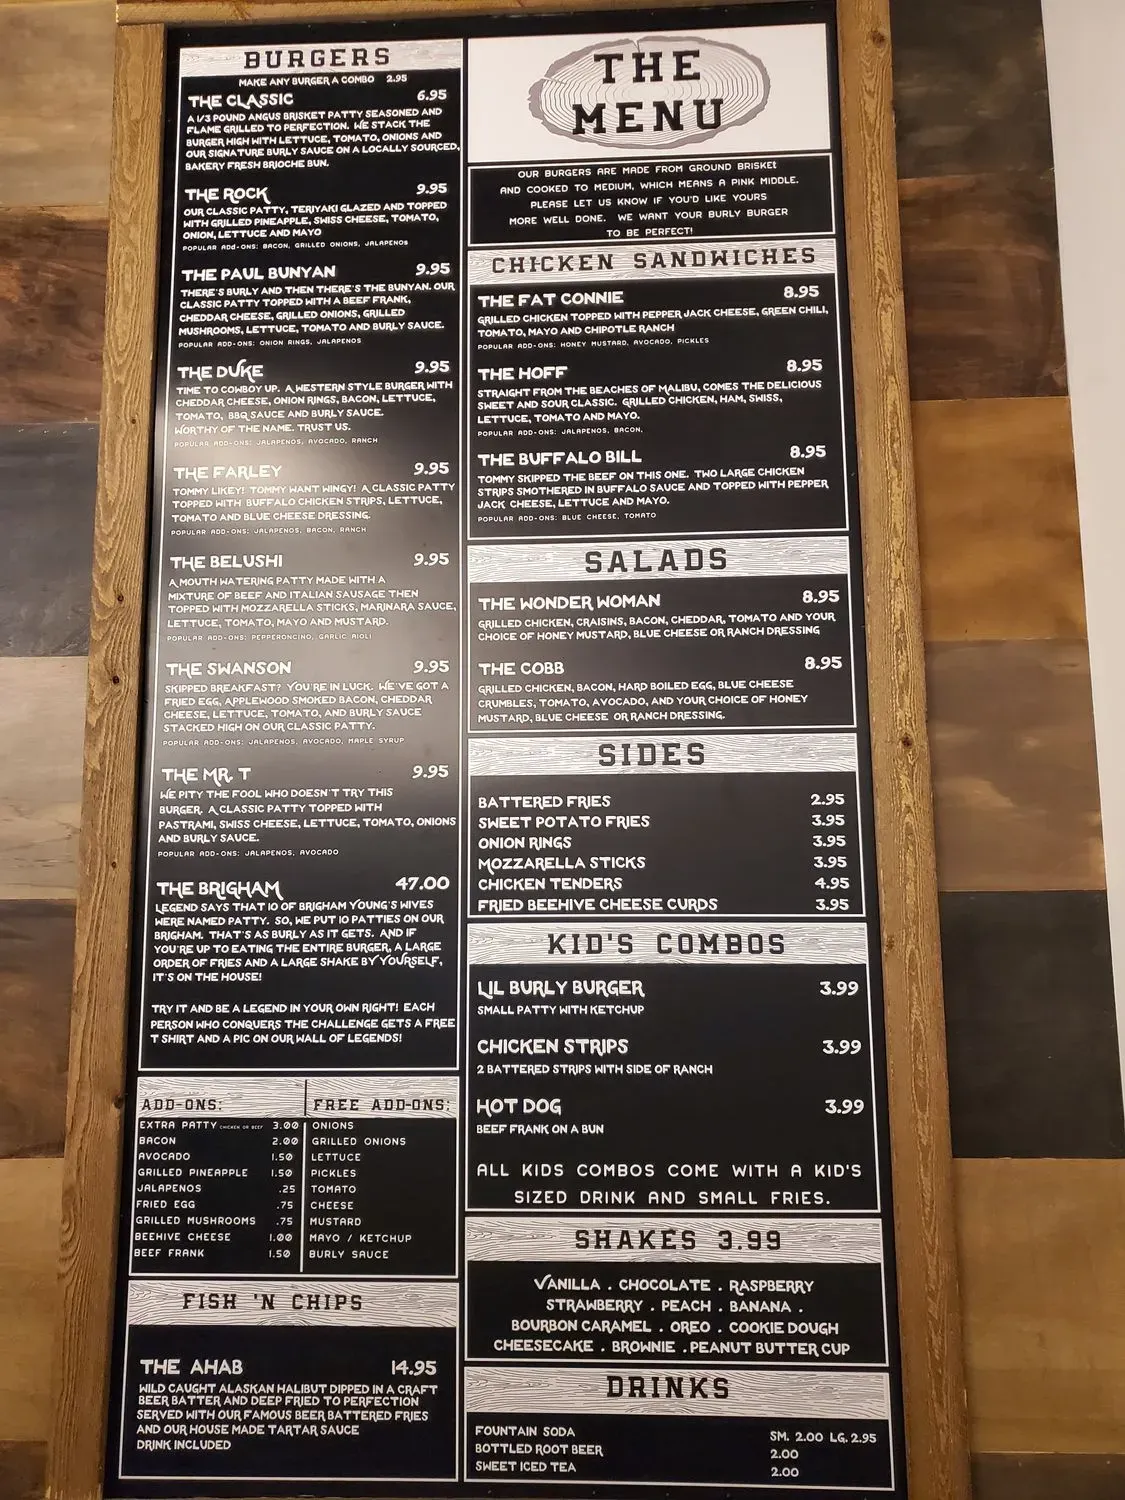 BURGERS
MAKE ANY BURGER A COMBO 2.95
THE CLASSIC 6.95
A 1/3 POUND ANGUS BRISKET PATTY SEASONED AND
FLAME GRILLED TO PERFECTION. WE STACK THE
BURGER HIGH WITH LETTUCE, TOMATO, ONIONS AND
OUR SIGNATURE BURLY SAUCE ON A LOCALLY SOURCED,
BAKERY FRESH BRIOCHE BUN.
THE ROCK 9.95
OUR CLASSIC PATTY, TERIYAKI GLAZED AND TOPPED
WITH GRILLED PINEAPPLE, SWISS CHEESE, TOMATO,
ONION, LETTUCE AND MAYO
POPULAR ADD-ONS: BACON, GRILLED ONIONS, JALAPENOS
THE PAUL BUNYAN 9.95
THERE'S BURLY AND THEN THERE'S THE BUNYAN. OUR
CLASSIC PATTY TOPPED WITH A BEEF FRANK,
CHEDDAR CHEESE, GRILLED ONIONS, GRILLED
MUSHROOMS, LETTUCE, TOMATO AND BURLY SAUCE.
POPULAR ADD-ONS: ONION RINGS, JALAPENOS
THE DUKE 9.95
TIME TO COWBOY UP. A WESTERN STYLE BURGER WITH
CHEDDAR CHEESE, ONION RINGS, BACON, LETTUCE,
TOMATO, BBQ SAUCE AND BURLY SAUCE.
WORTHY OF THE NAME. TRUST US.
POPULAR ADD-ONS: JALAPENOS, AVOCADO, RANCH
THE FARLEY 9.95
TOMMY LIKEY! TOMMY WANT WINGY! A CLASSIC PATTY
TOPPED WITH BUFFALO CHICKEN STRIPS, LETTUCE,
TOMATO AND BLUE CHEESE DRESSING.
POPULAR ADD-ONS: JALAPENOS, BACON, RANCH
THE BELUSHI 9.95
A MOUTH WATERING PATTY MADE WITH A
MIXTURE OF BEEF AND ITALIAN SAUSAGE THEN
TOPPED WITH MOZZARELLA STICKS, MARINARA SAUCE,
LETTUCE, TOMATO, MAYO AND MUSTARD.
POPULAR ADD-ONS: PEPPERONCINO, GARLIC AIOLI
THE SWANSON 9.95
SKIPPED BREAKFAST? YOU'RE IN LUCK. WE'VE GOT A
FRIED EGG, APPLEWOOD SMOKED BACON, CHEDDAR
CHEESE, LETTUCE, TOMATO, AND BURLY SAUCE
STACKED HIGH ON OUR CLASSIC PATTY.
POPULAR ADD-ONS: JALAPENOS, AVOCADO, MAPLE SYRUP
THE MR. T 9.95
WE PITY THE FOOL WHO DOESN'T TRY THIS
BURGER. A CLASSIC PATTY TOPPED WITH
PASTRAMI, SWISS CHEESE, LETTUCE, TOMATO, ONIONS
AND BURLY SAUCE.
POPULAR ADD-ONS: JALAPENOS, AVOCADO
THE BRIGHAM 47.00
LEGEND SAYS THAT 10 OF BRIGHAM YOUNG'S WIVES
WERE NAMED PATTY. SO, WE PUT 10 PATTIES ON OUR
BRIGHAM. THAT'S AS BURLY AS IT GETS. AND IF
YOU'RE UP TO EATING THE ENTIRE BURGER, A LARGE
ORDER OF FRIES AND A LARGE SHAKE BY YOURSELF,
IT'S ON THE HOUSE!
TRY IT AND BE A LEGEND IN YOUR OWN RIGHT! EACH
PERSON WHO CONQUERS THE CHALLENGE GETS A FREE
T SHIRT AND A PIC ON OUR WALL OF LEGENDS!
ADD-ONS:
EXTRA PATTY CHICKEN OR BEEF 3.00
BACON 2.00
AVOCADO 1.50
GRILLED PINEAPPLE 1.50
JALAPENOS .25
FRIED EGG .75
GRILLED MUSHROOMS .75
BEEHIVE CHEESE 1.00
BEEF FRANK 1.50
FREE ADD-ONS:
ONIONS
GRILLED ONIONS
LETTUCE
PICKLES
TOMATO
CHEESE
MUSTARD
MAYO / KETCHUP
BURLY SAUCE
FISH 'N CHIPS
THE AHAB 14.95
WILD CAUGHT ALASKAN HALIBUT DIPPED IN A CRAFT
BEER BATTER AND DEEP FRIED TO PERFECTION
SERVED WITH OUR FAMOUS BEER BATTERED FRIES
AND OUR HOUSE MADE TARTAR SAUCE
DRINK INCLUDED
THE
MENU
OUR BURGERS ARE MADE FROM GROUND BRISKET
AND COOKED TO MEDIUM, WHICH MEANS A PINK MIDDLE.
PLEASE LET US KNOW IF YOU'D LIKE YOURS
MORE WELL DONE. WE WANT YOUR BURLY BURGER
TO BE PERFECT!
CHICKEN SANDWICHES
THE FAT CONNIE 8.95
GRILLED CHICKEN TOPPED WITH PEPPER JACK CHEESE, GREEN CHILI,
TOMATO, MAYO AND CHIPOTLE RANCH
POPULAR ADD-ONS: HONEY MUSTARD, AVOCADO, PICKLES
THE HOFF 8.95
STRAIGHT FROM THE BEACHES OF MALIBU, COMES THE DELICIOUS
SWEET AND SOUR CLASSIC. GRILLED CHICKEN, HAM, SWISS,
LETTUCE, TOMATO AND MAYO.
POPULAR ADD-ONS: JALAPENOS, BACON,
THE BUFFALO BILL 8.95
TOMMY SKIPPED THE BEEF ON THIS ONE. TWO LARGE CHICKEN
STRIPS SMOTHERED IN BUFFALO SAUCE AND TOPPED WITH PEPPER
JACK CHEESE, LETTUCE AND MAYO.
POPULAR ADD-ONS: BLUE CHEESE, TOMATO
SALADS
THE WONDER WOMAN 8.95
GRILLED CHICKEN, CRAISINS, BACON, CHEDDAR, TOMATO AND YOUR
CHOICE OF HONEY MUSTARD, BLUE CHEESE OR RANCH DRESSING
THE COBB 8.95
GRILLED CHICKEN, BACON, HARD BOILED EGG, BLUE CHEESE
CRUMBLES, TOMATO, AVOCADO, AND YOUR CHOICE OF HONEY
MUSTARD, BLUE CHEESE OR RANCH DRESSING.
SIDES
BATTERED FRIES 2.95
SWEET POTATO FRIES 3.95
ONION RINGS 3.95
MOZZARELLA STICKS 3.95
CHICKEN TENDERS 4.95
FRIED BEEHIVE CHEESE CURDS 3.95
KID'S COMBOS
LIL BURLY BURGER 3.99
SMALL PATTY WITH KETCHUP
CHICKEN STRIPS 3.99
2 BATTERED STRIPS WITH SIDE OF RANCH
HOT DOG 3.99
BEEF FRANK ON A BUN
ALL KIDS COMBOS COME WITH A KID'S
SIZED DRINK AND SMALL FRIES.
SHAKES 3.99
VANILLA . CHOCOLATE . RASPBERRY
STRAWBERRY . PEACH . BANANA .
BOURBON CARAMEL . OREO . COOKIE DOUGH
CHEESECAKE . BROWNIE . PEANUT BUTTER CUP
DRINKS
FOUNTAIN SODA SM. 2.00 LG. 2.95
BOTTLED ROOT BEER 2.00
SWEET ICED TEA 2.00